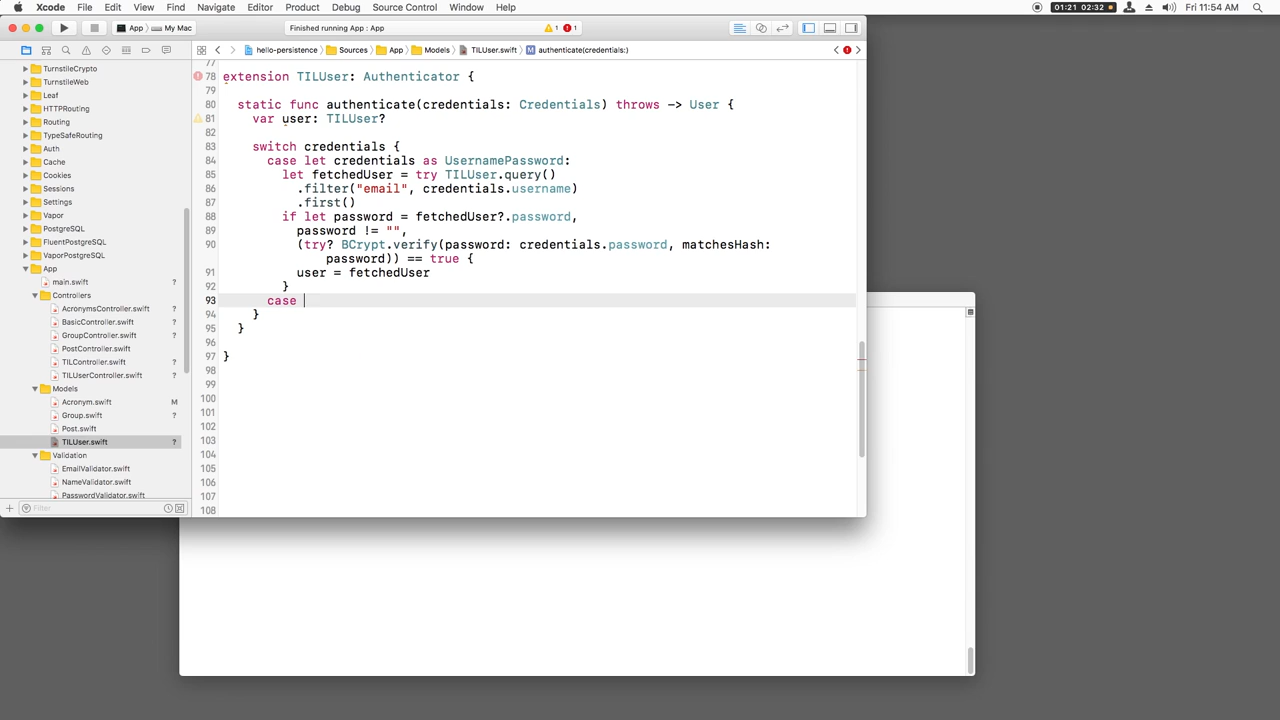 Xcode File Edit View Find Navigate Editor Product Debug Source Control Window Help 01:21 02:32 Fri 11:54 AM
App My Mac Finished running App : App 1 1
hello-persistence Sources App Models TILUser.swift M authenticate(credentials:)
TurnstileCrypto
TurnstileWeb
Leaf
HTTPRouting
Routing
TypeSafeRouting
Auth
Cache
Cookies
Sessions
Settings
Vapor
PostgreSQL
FluentPostgreSQL
VaporPostgreSQL
App
main.swift ?
Controllers
AcronymsController.swift ?
BasicController.swift ?
GroupController.swift ?
PostController.swift
TILController.swift ?
TILUserController.swift ?
Models
Acronym.swift M
Group.swift ?
Post.swift
TILUser.swift ?
Validation
EmailValidator.swift ?
NameValidator.swift ?
PasswordValidator.swift ?
Filter
77
78 extension TILUser: Authenticator {
79
80 static func authenticate(credentials: Credentials) throws -> User {
81 var user: TILUser?
82
83 switch credentials {
84 case let credentials as UsernamePassword:
85 let fetchedUser = try TILUser.query()
86 .filter("email", credentials.username)
87 .first()
88 if let password = fetchedUser?.password,
89 password != "",
90 (try? BCrypt.verify(password: credentials.password, matchesHash:
password)) == true {
91 user = fetchedUser
92 }
93 case
94 }
95 }
96
97 }
98
99
100
101
102
103
104
105
106
107
108